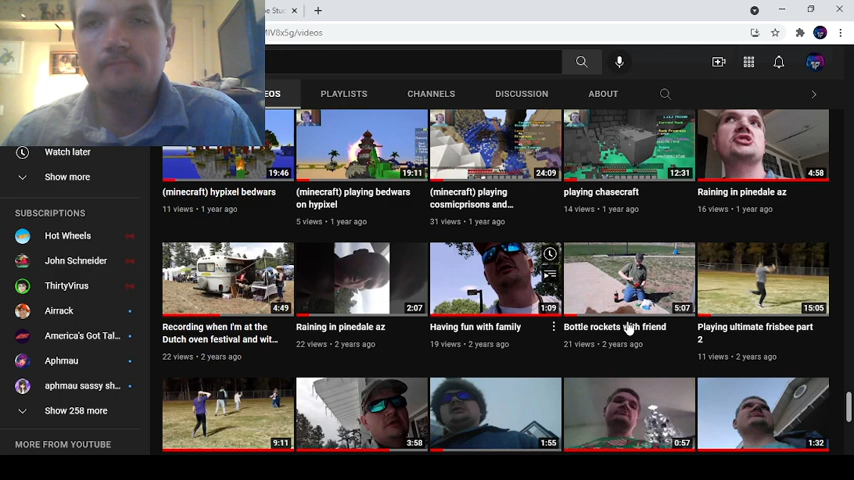 be Stu
MlV8x5g/videos
EOS
PLAYLISTS
CHANNELS
DISCUSSION
ABOUT
Watch later
Show more
SUBSCRIPTIONS
Hot Wheels
John Schneider
ThirtyVirus
Airrack
America's Got Tal...
Aphmau
aphmau sassy sh...
Show 258 more
MORE FROM YOUTUBE
19:46
19:11
24:09
12:31
4:58
(minecraft) hypixel bedwars
11 views • 1 year ago
(minecraft) playing bedwars
on hypixel
5 views • 1 year ago
(minecraft) playing
cosmicprisons and...
31 views • 1 year ago
playing chasecraft
14 views • 1 year ago
Raining in pinedale az
16 views • 1 year ago
4:49
2:07
1:09
5:07
15:05
Recording when I'm at the
Dutch oven festival and wit...
22 views • 2 years ago
Raining in pinedale az
22 views • 2 years ago
Having fun with family
19 views • 2 years ago
Bottle rockets with friend
21 views • 2 years ago
Playing ultimate frisbee part
2
11 views • 2 years ago
9:11
3:58
1:55
0:57
1:32